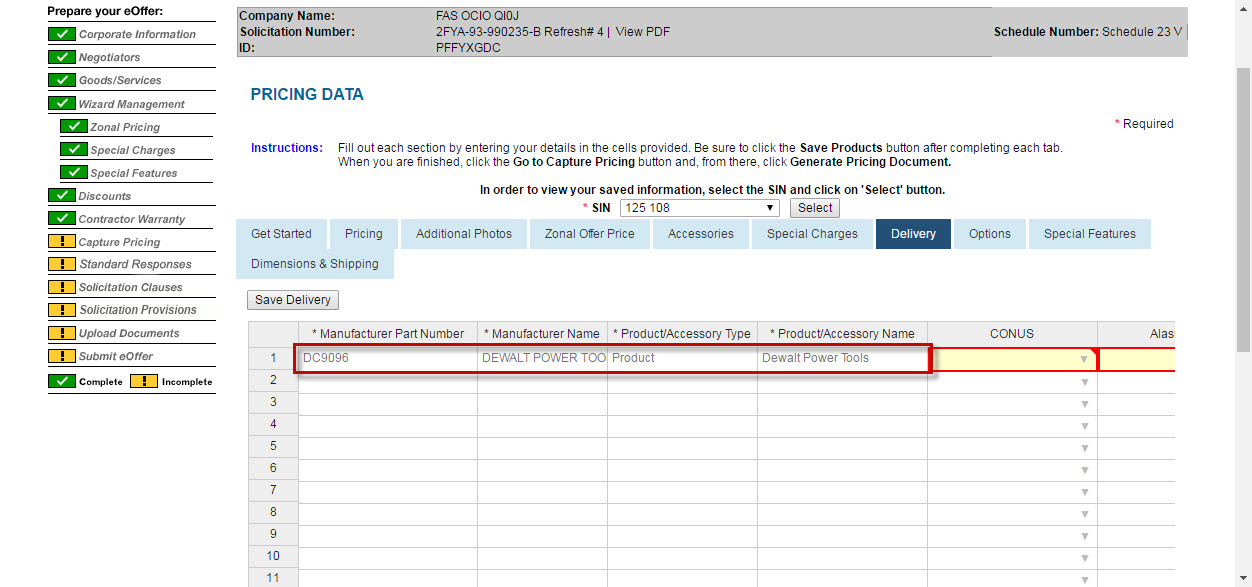 Prepare your eOffer:
Corporate Information
Negotiators
Goods/Services
Wizard Management
Zonal Pricing
Special Charges
Special Features
Discounts
Contractor Warranty
Capture Pricing
Standard Responses
Solicitation Clauses
Solicitation Provisions
Upload Documents
Submit eOffer
Complete ! Incomplete
Company Name: FAS OCIO QI0J
Solicitation Number: 2FYA-93-990235-B Refresh# 4 | View PDF Schedule Number: Schedule 23 V
ID: PFFYXGDC
PRICING DATA
* Required
Instructions: Fill out each section by entering your details in the cells provided. Be sure to click the Save Products button after completing each tab.
When you are finished, click the Go to Capture Pricing button and, from there, click Generate Pricing Document.
In order to view your saved information, select the SIN and click on 'Select' button.
* SIN 125 108 Select
Get Started Pricing Additional Photos Zonal Offer Price Accessories Special Charges Delivery Options Special Features
Dimensions & Shipping
Save Delivery
* Manufacturer Part Number * Manufacturer Name * Product/Accessory Type * Product/Accessory Name CONUS Alas
1 DC9096 DEWALT POWER TOO Product Dewalt Power Tools
2
3
4
5
6
7
8
9
10
11